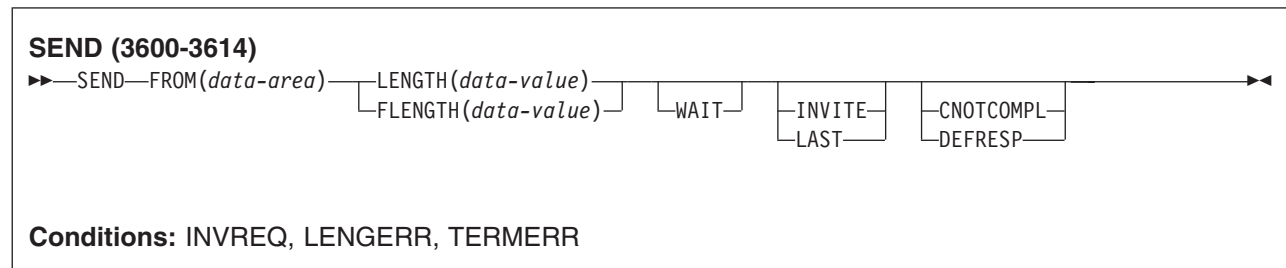 SEND (3600-3614)
SEND FROM(data-area) LENGTH(data-value)
FLENGTH(data-value) WAIT INVITE CNOTCOMPL
LAST DEFRESP
Conditions: INVREQ, LENGERR, TERMERR